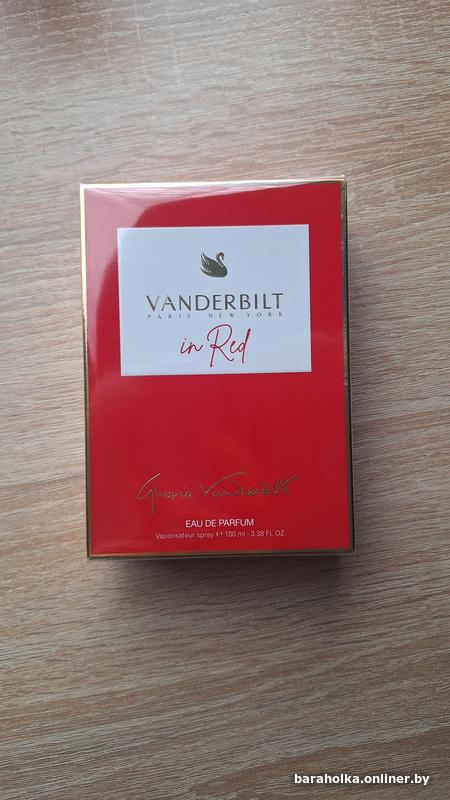 VANDERBILT
PARIS NEW YORK
in Red
Gloria Vanderbilt
EAU DE PARFUM
Vaporisateur spray ℮ 100 ml - 3.38 FL.OZ
baraholka.onliner.by